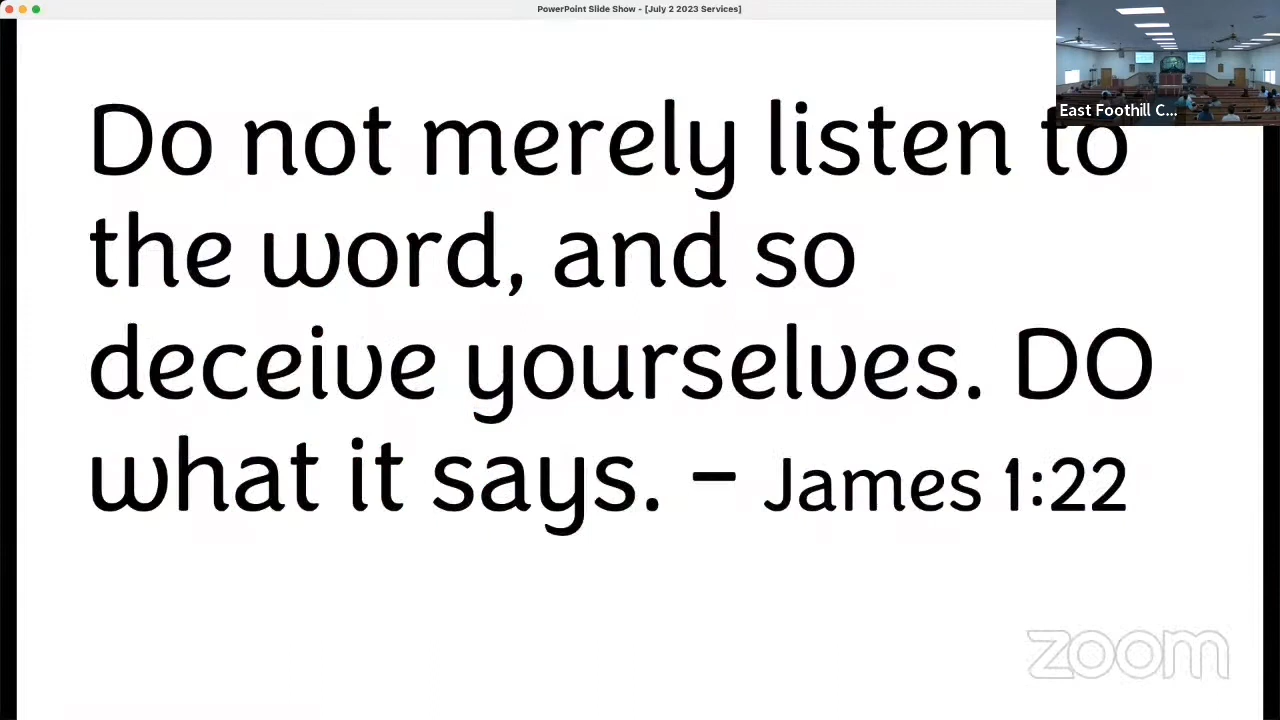 PowerPoint Slide Show - [July 2 2023 Services]
East Foothill C...
Do not merely listen to
the word, and so
deceive yourselves. DO
what it says. – James 1:22
zoom